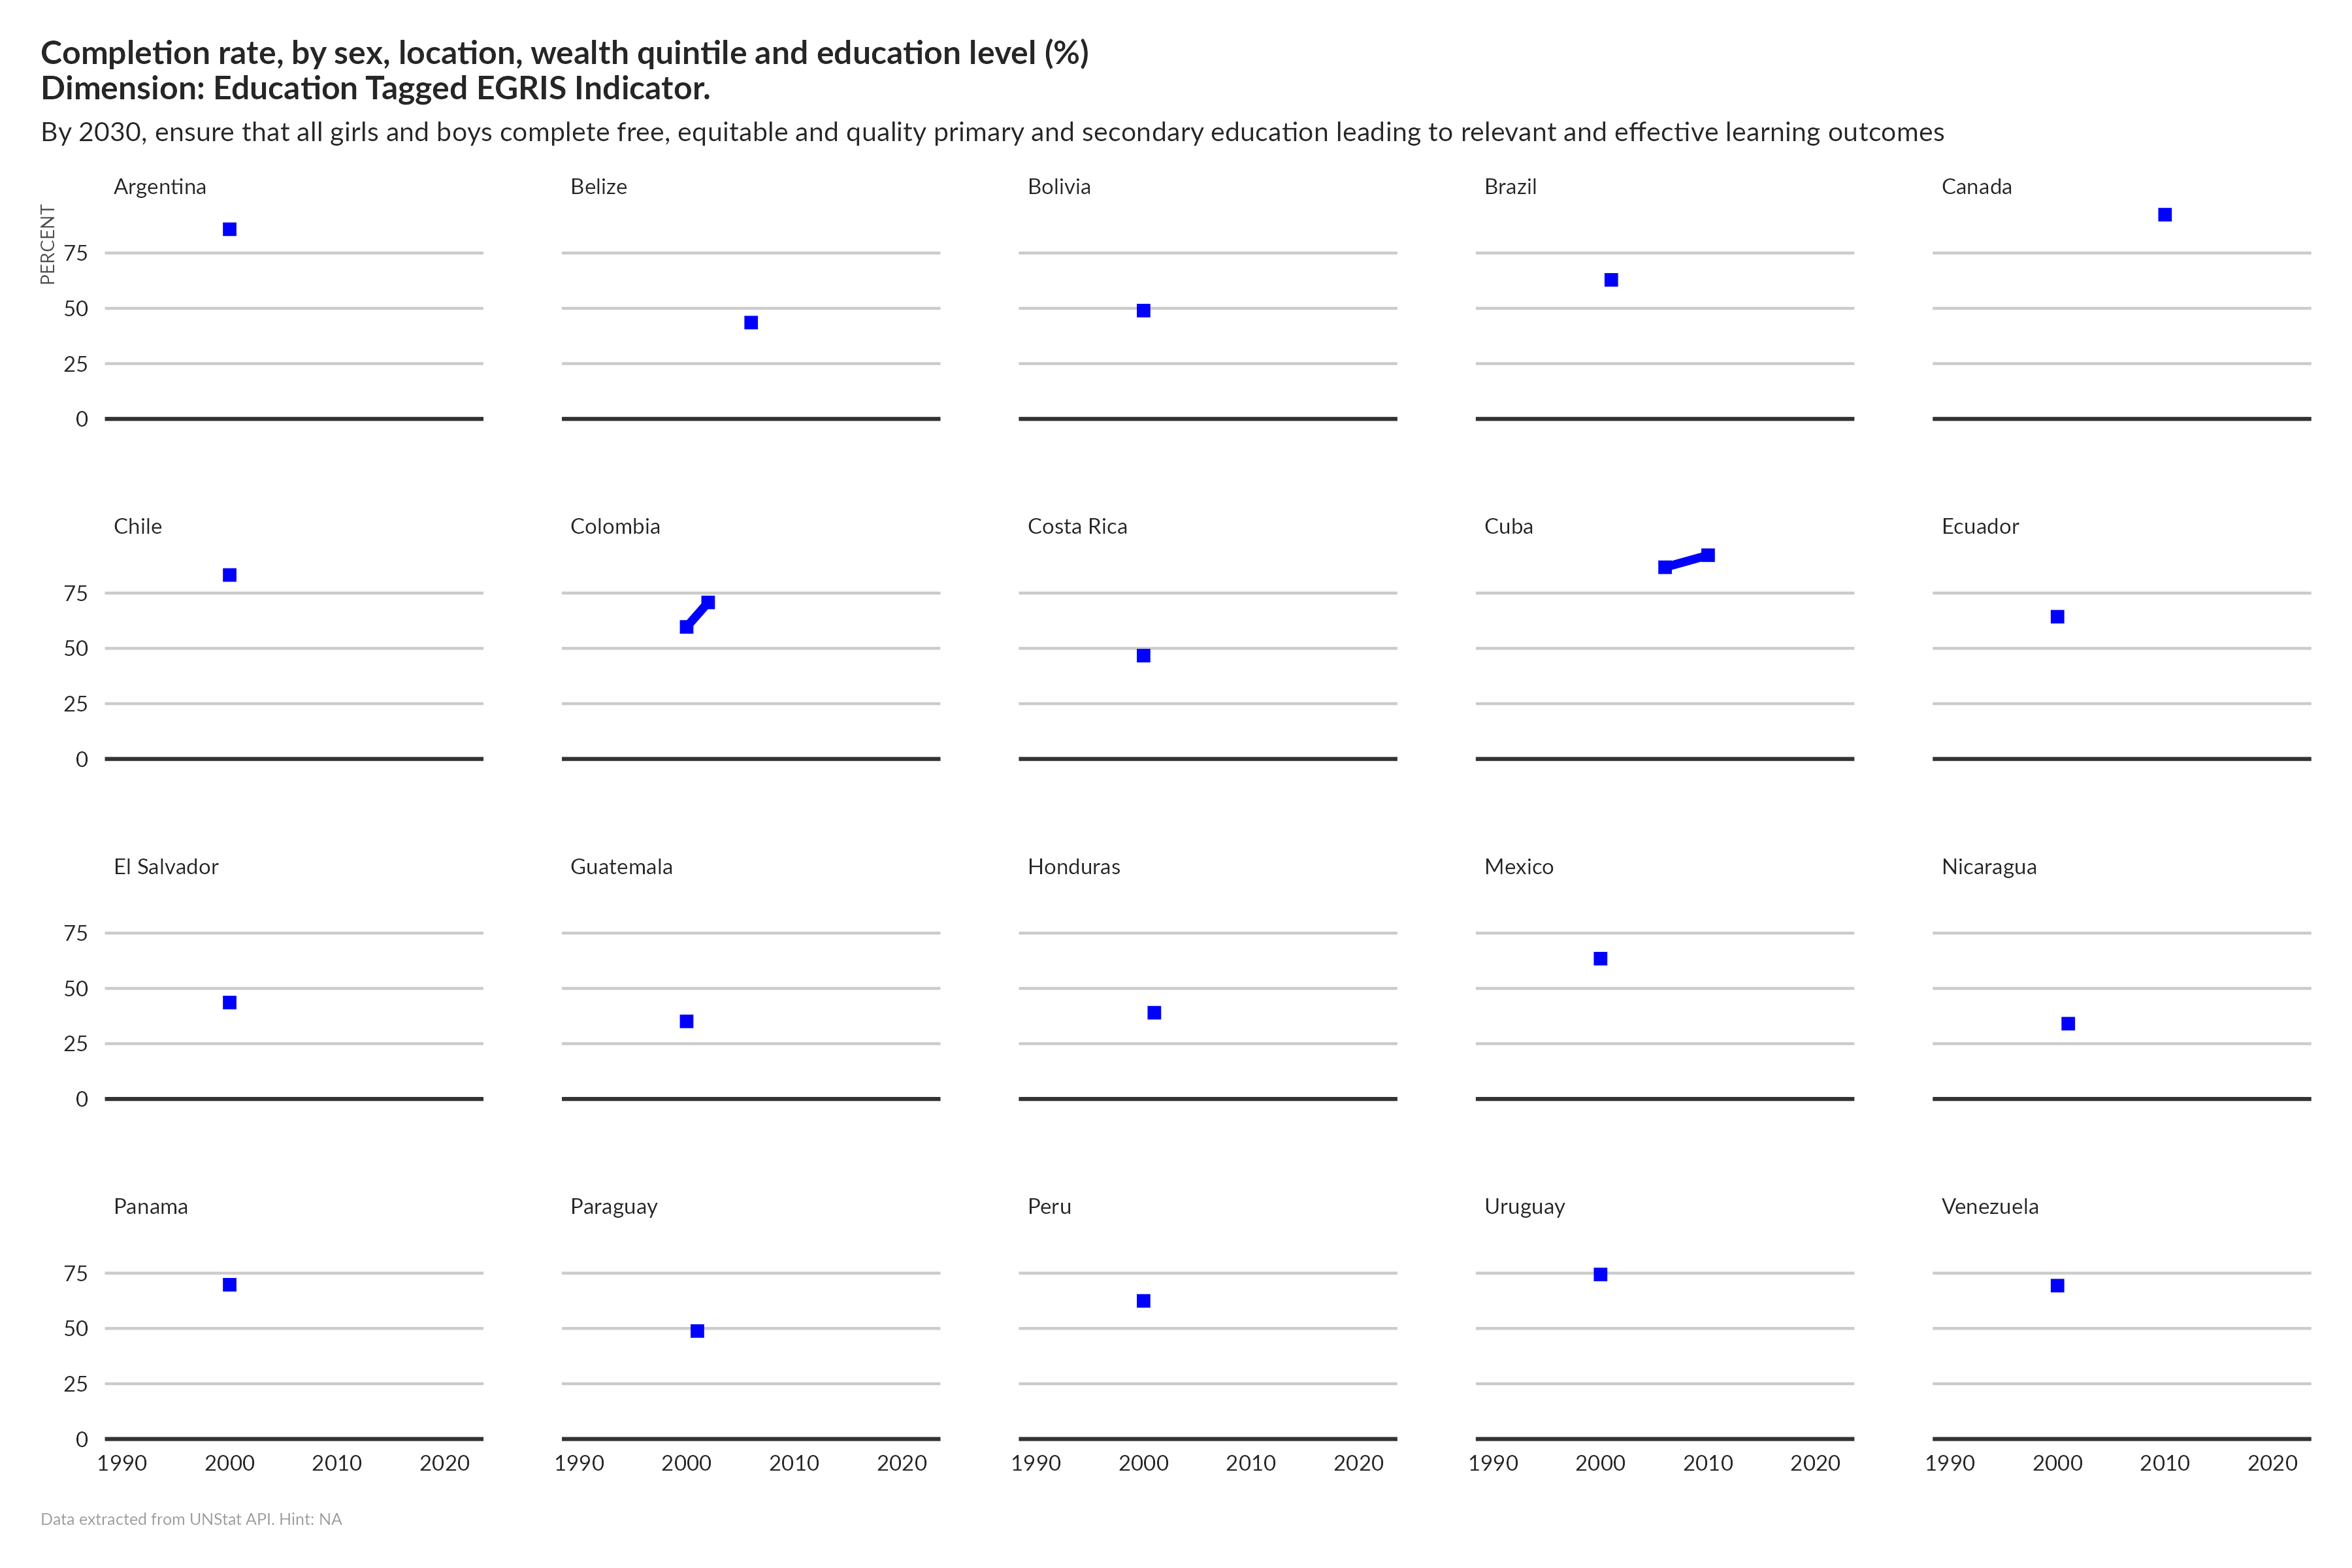 Completion rate, by sex, location, wealth quintile and education level (%)
Dimension: Education Tagged EGRIS Indicator.
By 2030, ensure that all girls and boys complete free, equitable and quality primary and secondary education leading to relevant and effective learning outcomes
Argentina Belize Bolivia Brazil Canada
PERCENT
75
50
25
0
Chile Colombia Costa Rica Cuba Ecuador
75
50
25
0
El Salvador Guatemala Honduras Mexico Nicaragua
75
50
25
0
Panama Paraguay Peru Uruguay Venezuela
75
50
25
0
1990 2000 2010 2020 1990 2000 2010 2020 1990 2000 2010 2020 1990 2000 2010 2020 1990 2000 2010 2020
Data extracted from UNStat API. Hint: NA